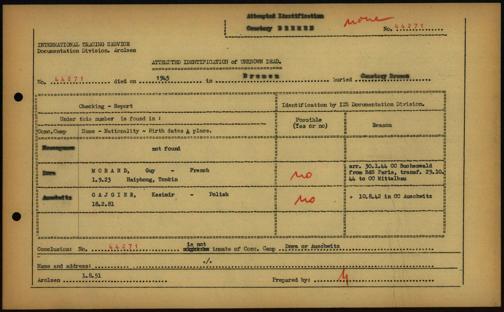 Attempted Identification
Cemetery BREMEN
none
No. 44271
INTERNATIONAL TRACING SERVICE
Documentation Division. Arolsen
ATTEMPTED IDENTIFICATION of UNKNOWN DEAD.
No. 44271 died on 1945 in Bremen buried Cemetery Bremen
Checking - Report
Identification by ITS Documentation Division.
Under this number is found in:
Possible (Yes or no)
Reason
Conc.Camp
Name - Nationality - Birth dates & place.
not found
Dora
MORAND, Guy - French
1.9.23 Haiphong, Tonkin
no
arr. 30.1.44 CC Buchenwald
from BdS Paris, transf. 23.10.
44 to CC Mittelbau
Auschwitz
GAJGIER, Kasimir - Polish
18.2.81
no
+ 10.8.42 in CC Auschwitz
Conclusion: No. 44271 is not inmate of Conc. Camp Dora or Auschwitz
Name and address: ./.
Arolsen 1.8.51
Prepared by: